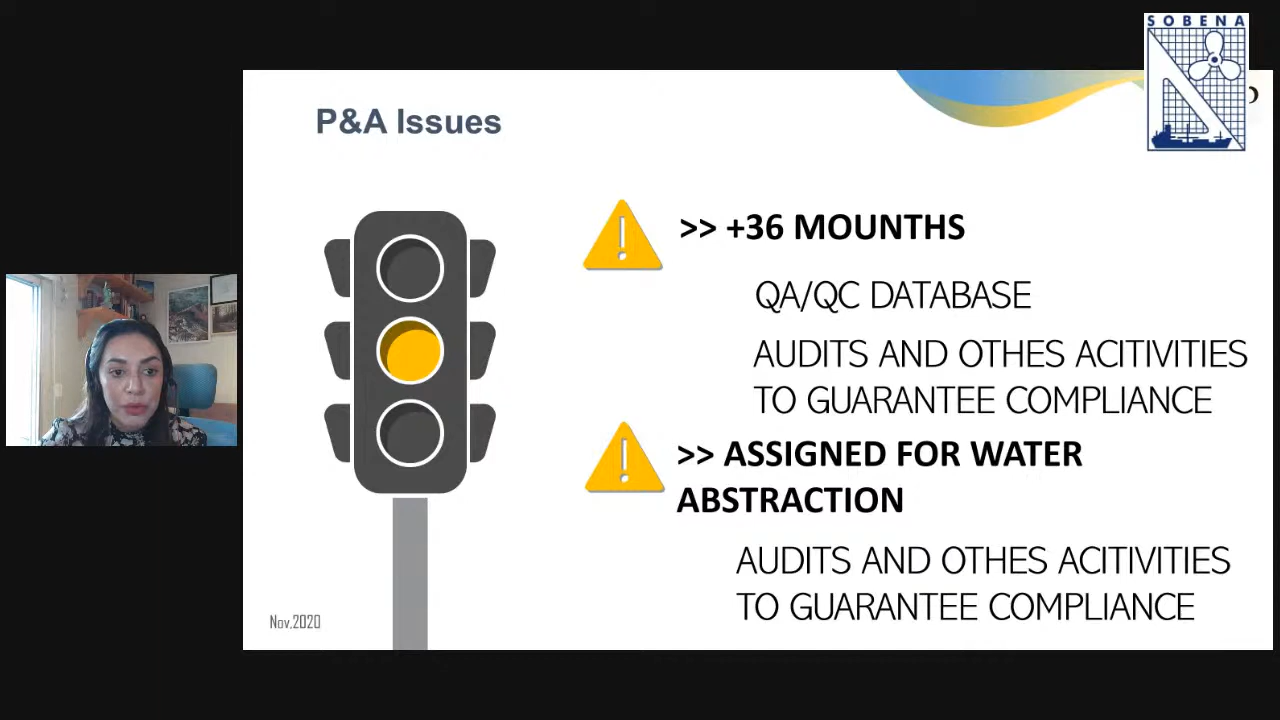 SOBENA
P&A Issues
>> +36 MOUNTHS
QA/QC DATABASE
AUDITS AND OTHES ACITIVITIES
TO GUARANTEE COMPLIANCE
>> ASSIGNED FOR WATER
ABSTRACTION
AUDITS AND OTHES ACITIVITIES
TO GUARANTEE COMPLIANCE
Nov,2020